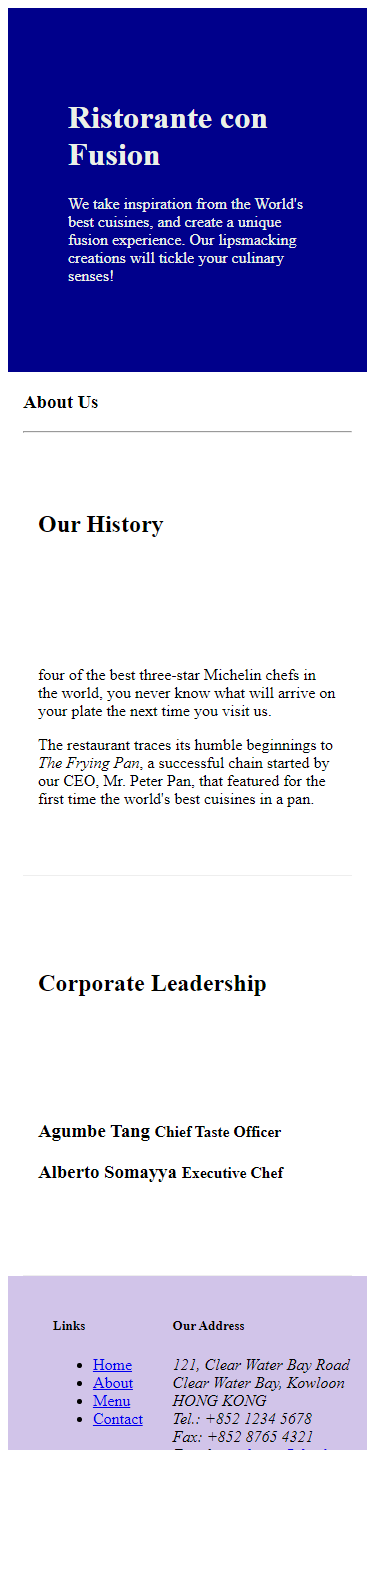 Ristorante con
Fusion
We take inspiration from the World's
best cuisines, and create a unique
fusion experience. Our lipsmacking
creations will tickle your culinary
senses!
About Us
Our History
four of the best three-star Michelin chefs in
the world, you never know what will arrive on
your plate the next time you visit us.
The restaurant traces its humble beginnings to
The Frying Pan, a successful chain started by
our CEO, Mr. Peter Pan, that featured for the
first time the world's best cuisines in a pan.
Corporate Leadership
Agumbe Tang Chief Taste Officer
Alberto Somayya Executive Chef
Links
Home
About
Menu
Contact
Our Address
121, Clear Water Bay Road
Clear Water Bay, Kowloon
HONG KONG
Tel.: +852 1234 5678
Fax: +852 8765 4321